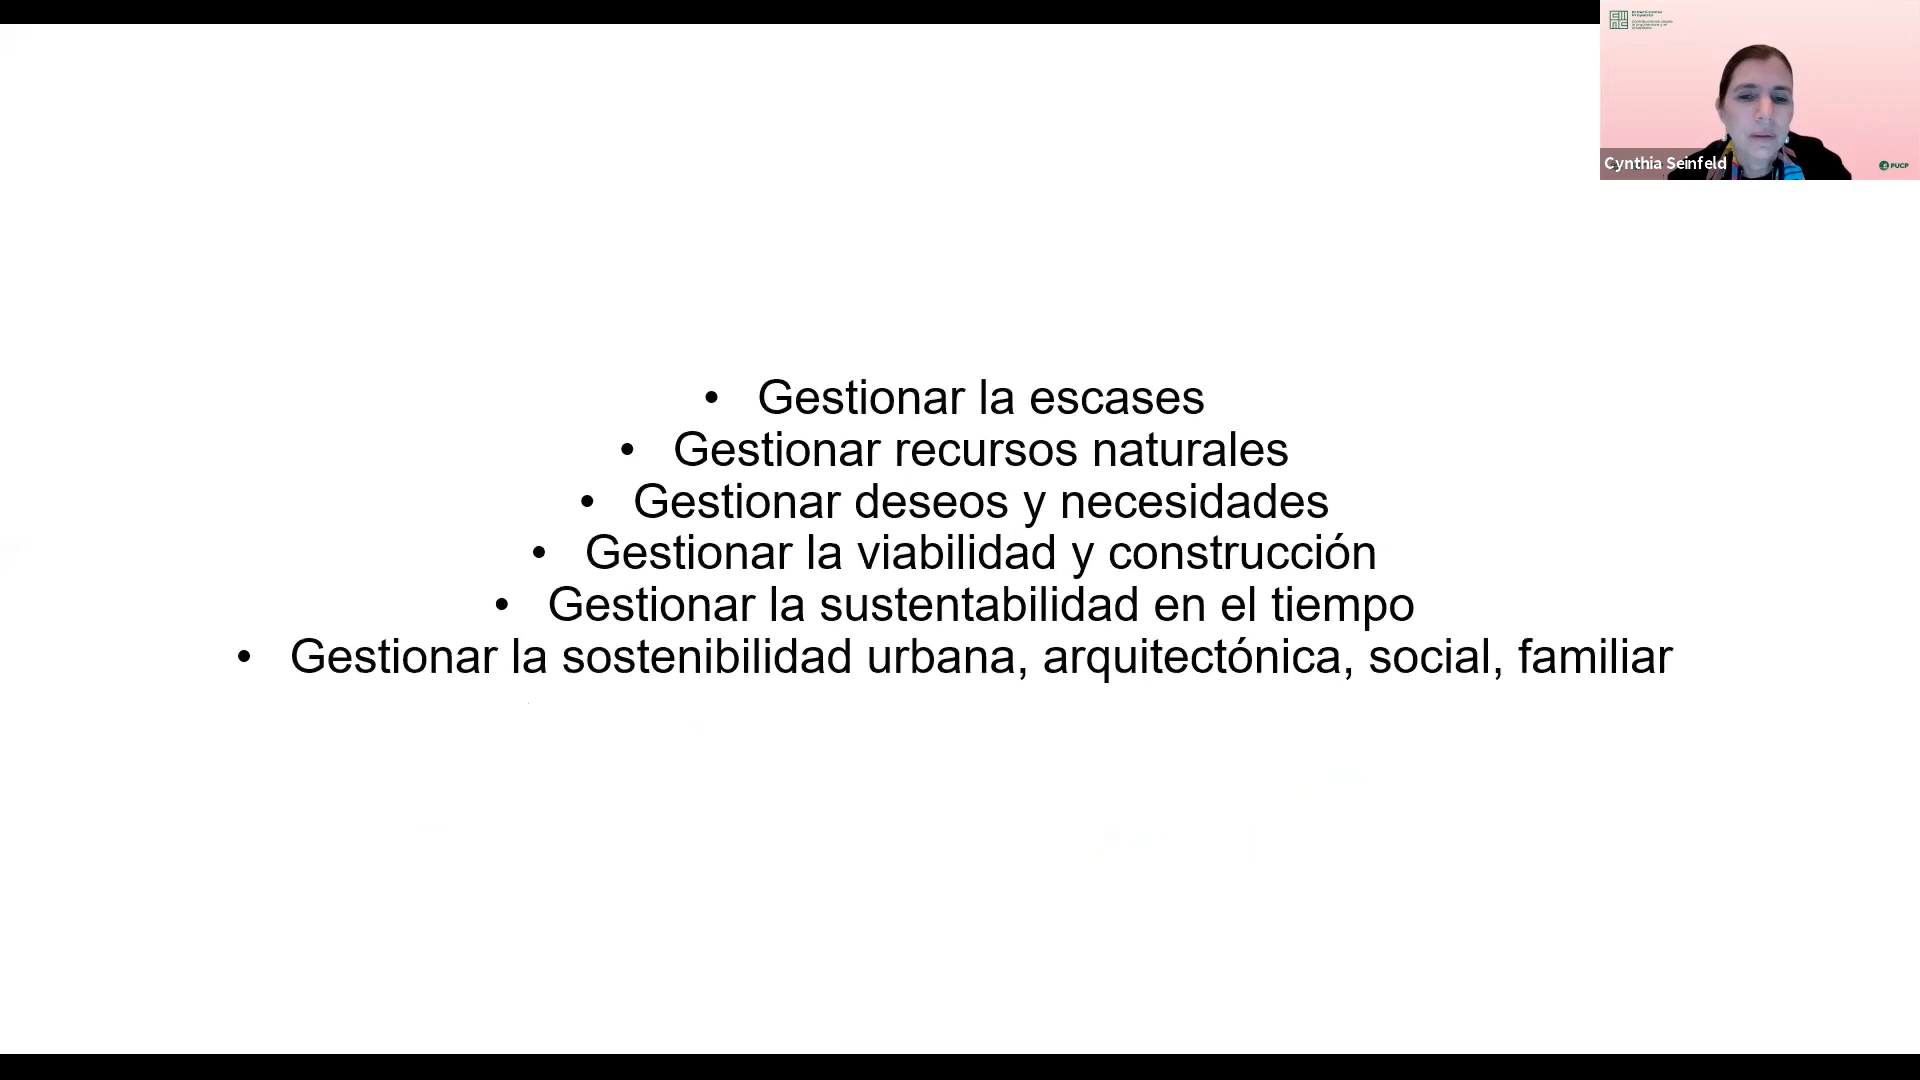 • Gestionar la escases
• Gestionar recursos naturales
• Gestionar deseos y necesidades
• Gestionar la viabilidad y construcción
• Gestionar la sustentabilidad en el tiempo
• Gestionar la sostenibilidad urbana, arquitectónica, social, familiar
Cynthia Seinfeld
PUCP